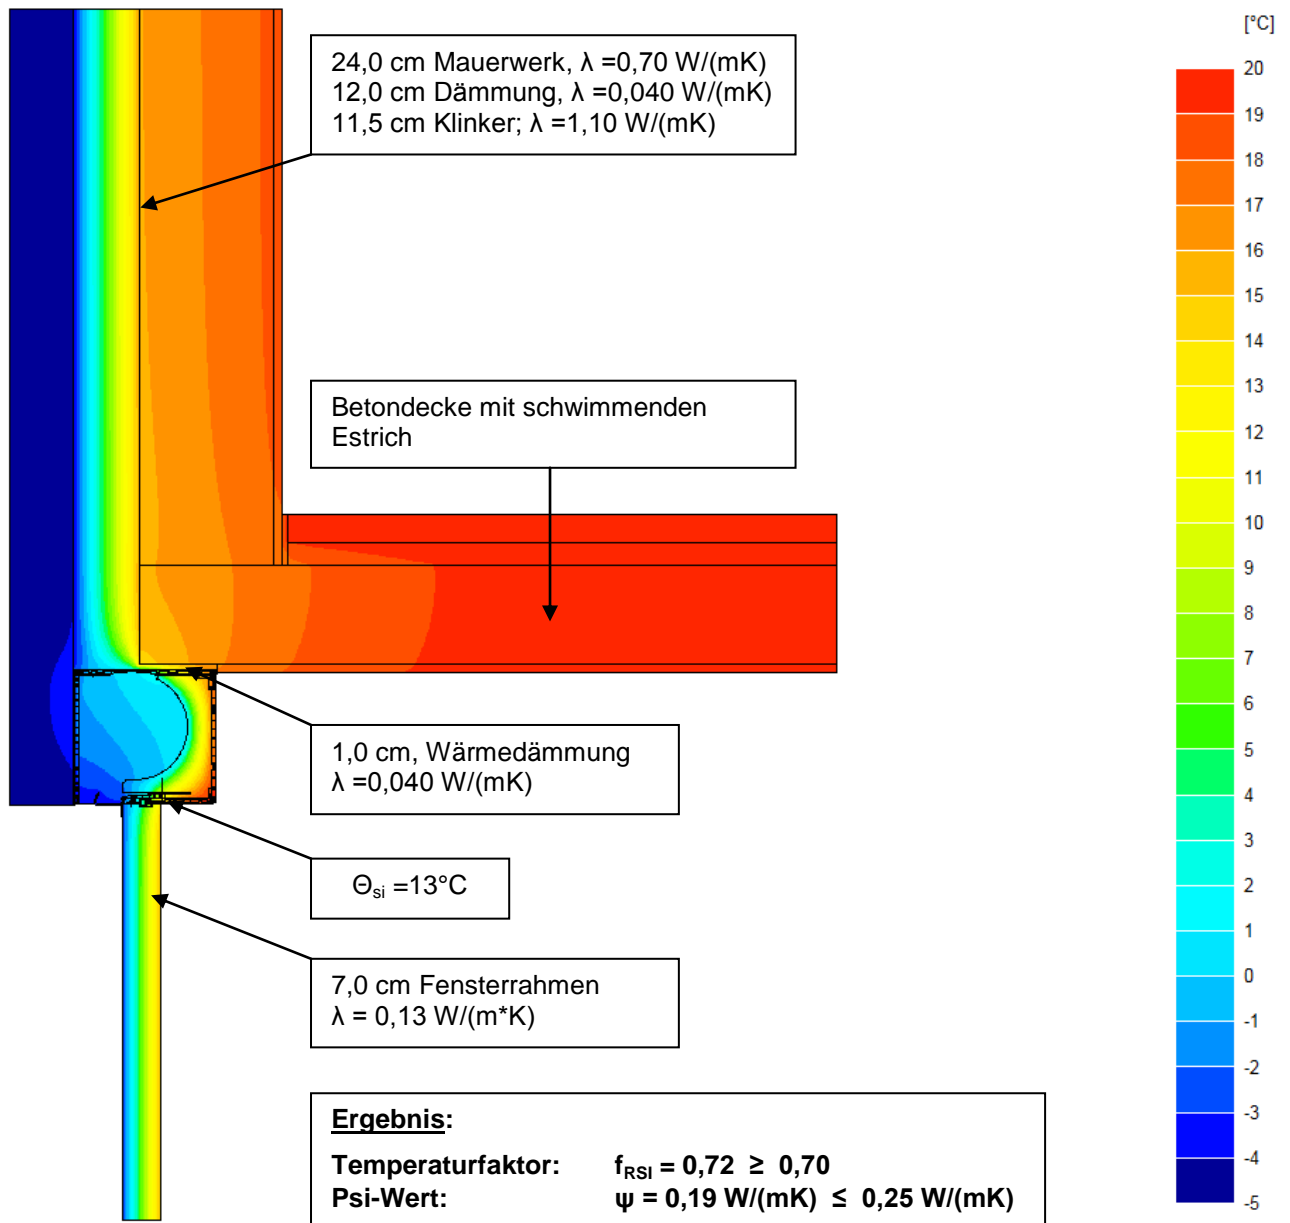 [°C]
24,0 cm Mauerwerk, λ =0,70 W/(mK)
12,0 cm Dämmung, λ =0,040 W/(mK)
11,5 cm Klinker; λ =1,10 W/(mK)
Betondecke mit schwimmenden
Estrich
1,0 cm, Wärmedämmung
λ =0,040 W/(mK)
Θsi =13°C
7,0 cm Fensterrahmen
λ = 0,13 W/(m*K)
Ergebnis:
Temperaturfaktor: fRSI = 0,72 ≥ 0,70
Psi-Wert: ψ = 0,19 W/(mK) ≤ 0,25 W/(mK)
20
19
18
17
16
15
14
13
12
11
10
9
8
7
6
5
4
3
2
1
0
-1
-2
-3
-4
-5